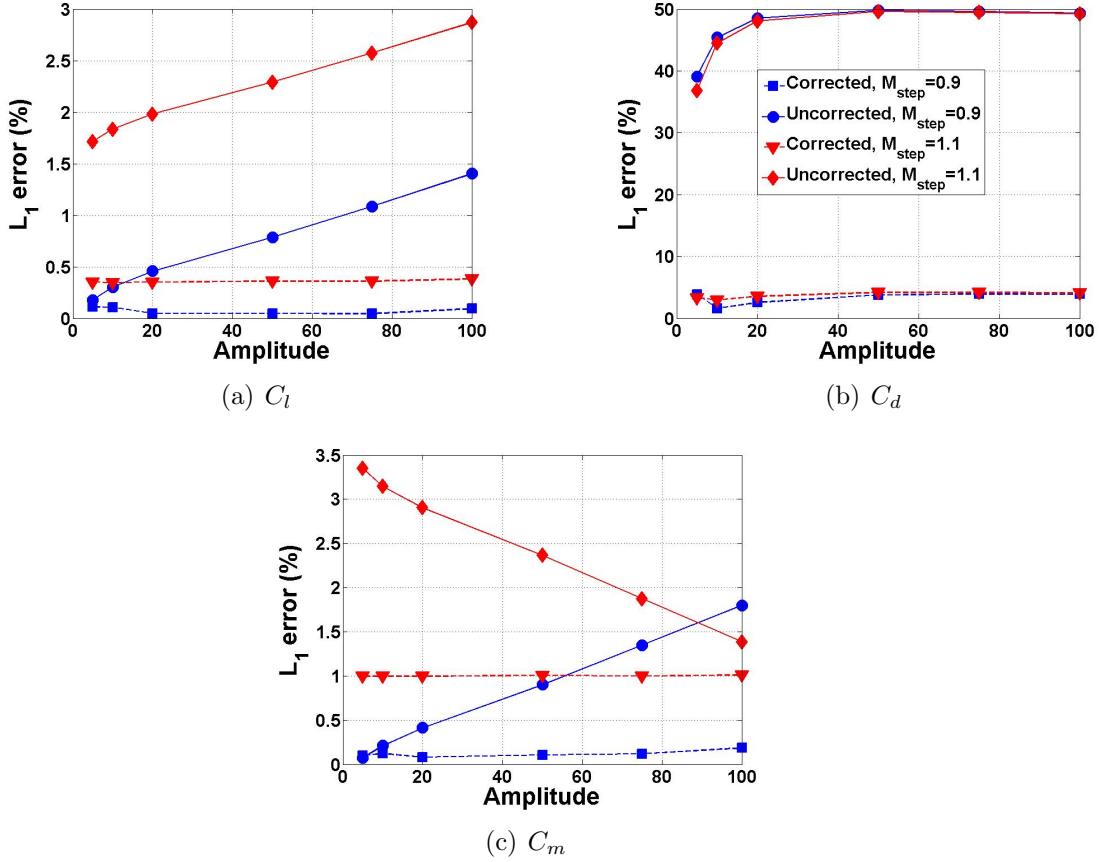 3
2.5
2
1.5
1
0.5
0
0 20 40 60 80 100
L1 error (%)
Amplitude
(a) Cl
50
40
30
20
10
0
0 20 40 60 80 100
L1 error (%)
Amplitude
Corrected, Mstep=0.9
Uncorrected, Mstep=0.9
Corrected, Mstep=1.1
Uncorrected, Mstep=1.1
(b) Cd
3.5
3
2.5
2
1.5
1
0.5
0
0 20 40 60 80 100
L1 error (%)
Amplitude
(c) Cm